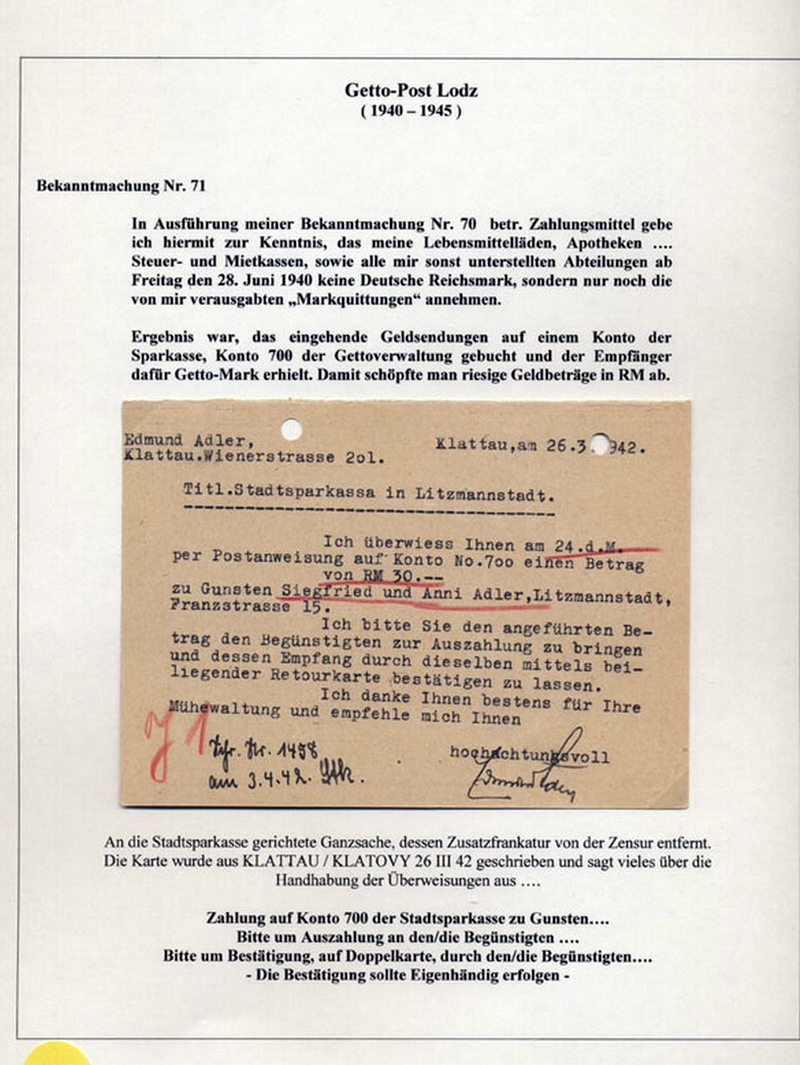 Getto-Post Lodz
( 1940 – 1945 )
Bekanntmachung Nr. 71
In Ausführung meiner Bekanntmachung Nr. 70 betr. Zahlungsmittel gebe
ich hiermit zur Kenntnis, das meine Lebensmittelläden, Apotheken ....
Steuer- und Mietkassen, sowie alle mir sonst unterstellten Abteilungen ab
Freitag den 28. Juni 1940 keine Deutsche Reichsmark, sondern nur noch die
von mir verausgabten „Markquittungen“ annehmen.
Ergebnis war, das eingehende Geldsendungen auf einem Konto der
Sparkasse, Konto 700 der Gettoverwaltung gebucht und der Empfänger
dafür Getto-Mark erhielt. Damit schöpfte man riesige Geldbeträge in RM ab.
Edmund Adler,
Klattau.Wienerstrasse 2ol.
Klattau,am 26.3. 942.
Titl.Stadtsparkassa in Litzmannstadt.
Ich überwiess Ihnen am 24.d.M.
per Postanweisung auf Konto No.7oo einen Betrag
von RM 30.--
zu Gunsten Siegfried und Anni Adler,Litzmannstadt,
Franzstrasse 15.
Ich bitte Sie den angeführten Be-
trag den Begünstigten zur Auszahlung zu bringen
und dessen Empfang durch dieselben mittels bei-
liegender Retourkarte bestätigen zu lassen.
Ich danke Ihnen bestens für Ihre
Mühewaltung und empfehle mich Ihnen
hochachtungsvoll
Nr. 1458
am 3.4.42.
An die Stadtsparkasse gerichtete Ganzsache, dessen Zusatzfrankatur von der Zensur entfernt.
Die Karte wurde aus KLATTAU / KLATOVY 26 III 42 geschrieben und sagt vieles über die
Handhabung der Überweisungen aus ....
Zahlung auf Konto 700 der Stadtsparkasse zu Gunsten....
Bitte um Auszahlung an den/die Begünstigten ....
Bitte um Bestätigung, auf Doppelkarte, durch den/die Begünstigten....
- Die Bestätigung sollte Eigenhändig erfolgen -